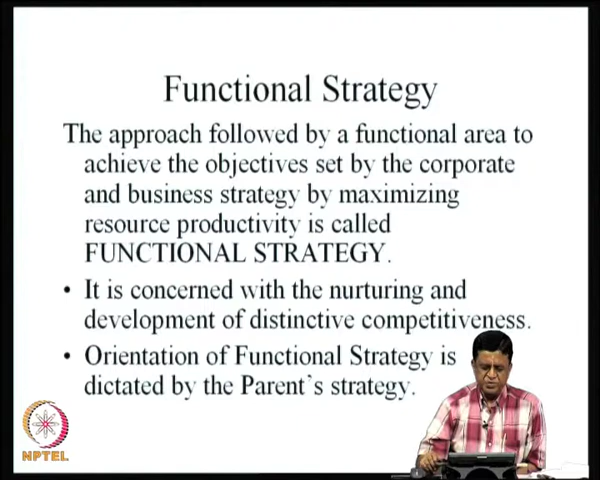 Functional Strategy
The approach followed by a functional area to
achieve the objectives set by the corporate
and business strategy by maximizing
resource productivity is called
FUNCTIONAL STRATEGY.
• It is concerned with the nurturing and
development of distinctive competitiveness.
• Orientation of Functional Strategy is
dictated by the Parent`s strategy.
NPTEL